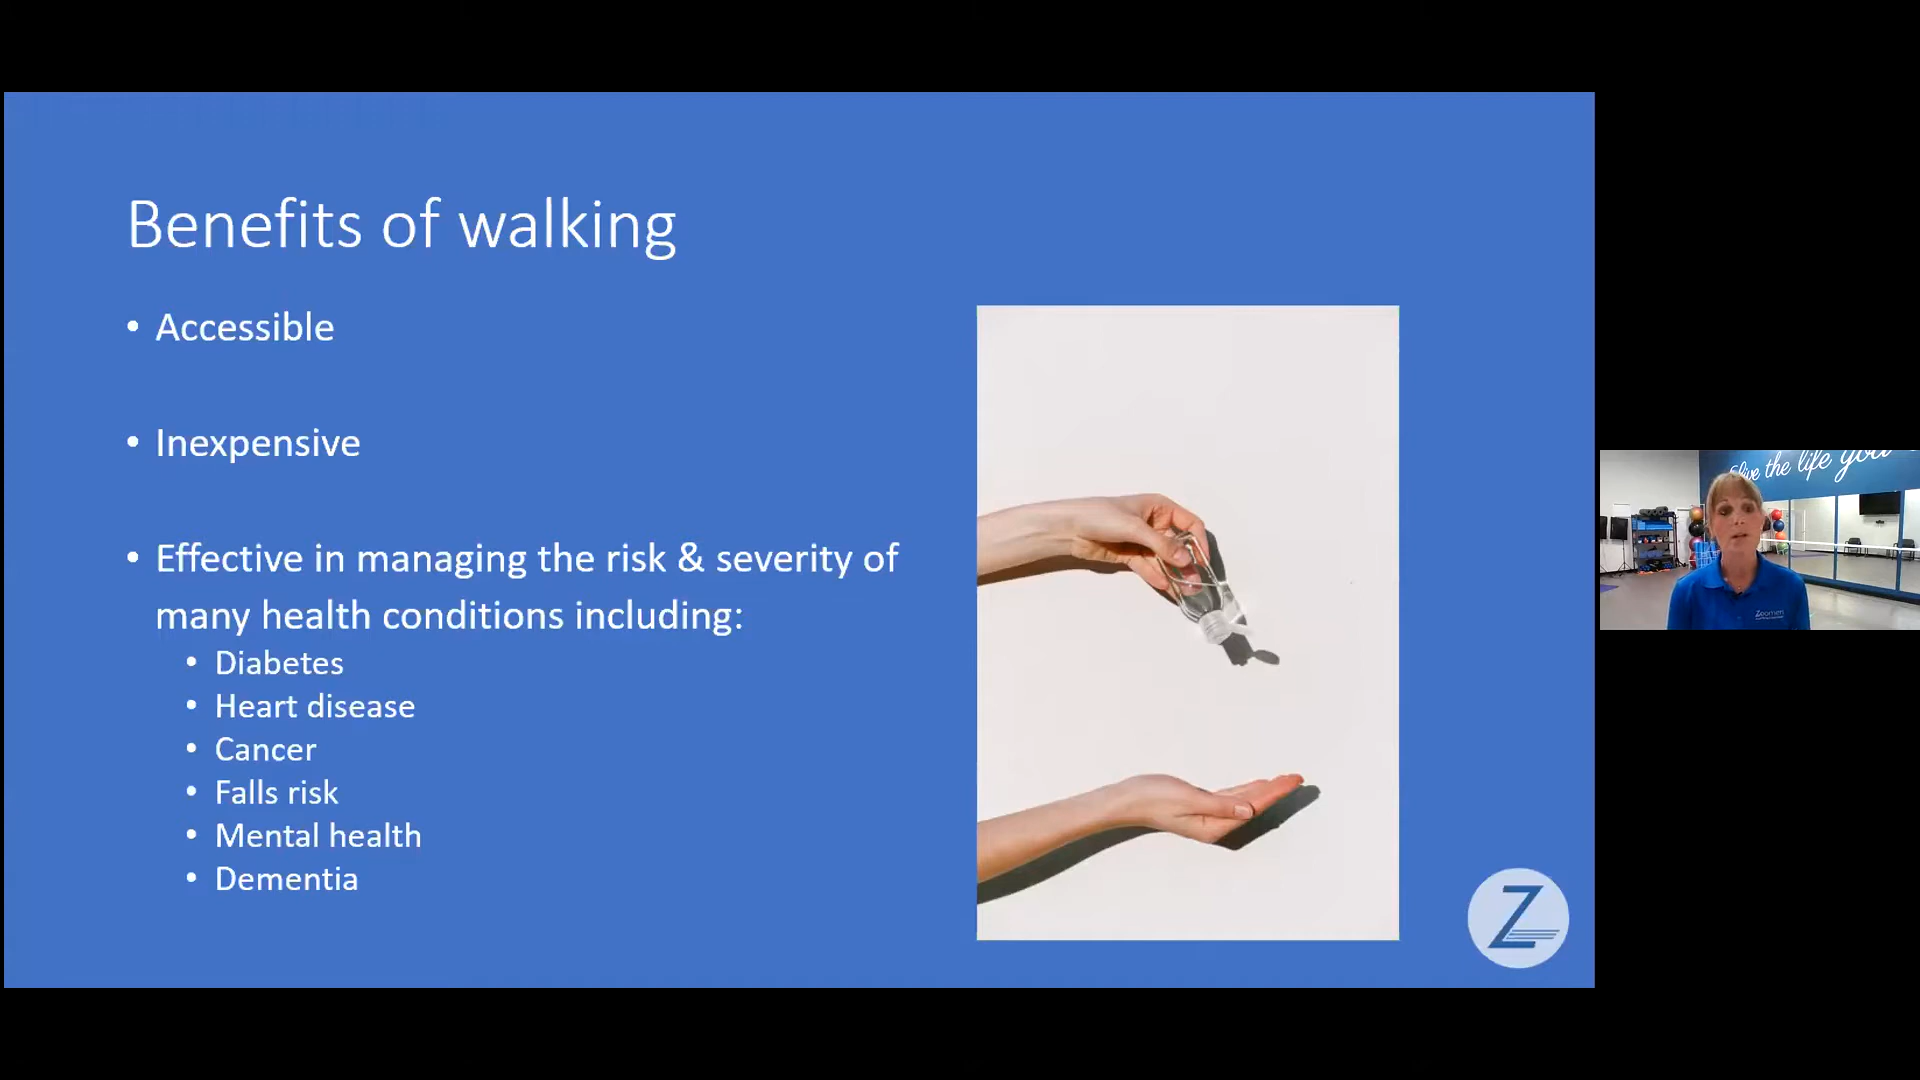 Benefits of walking
• Accessible
• Inexpensive
• Effective in managing the risk & severity of
many health conditions including:
• Diabetes
• Heart disease
• Cancer
• Falls risk
• Mental health
• Dementia
Z
live the life you